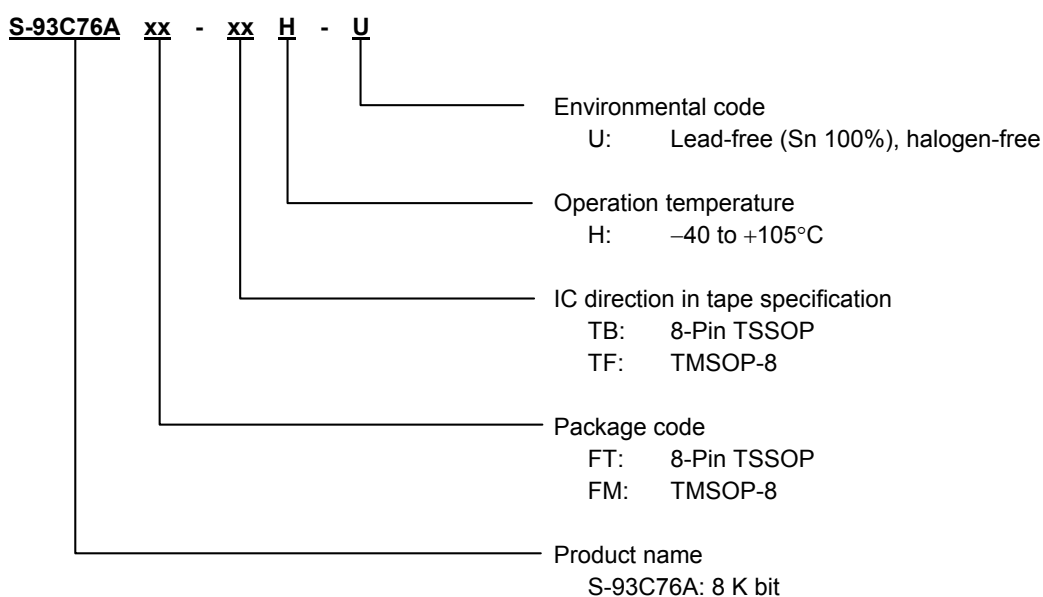 S-93C76A xx - xx H - U
Environmental code
U: Lead-free (Sn 100%), halogen-free
Operation temperature
H: −40 to +105°C
IC direction in tape specification
TB: 8-Pin TSSOP
TF: TMSOP-8
Package code
FT: 8-Pin TSSOP
FM: TMSOP-8
Product name
S-93C76A: 8 K bit